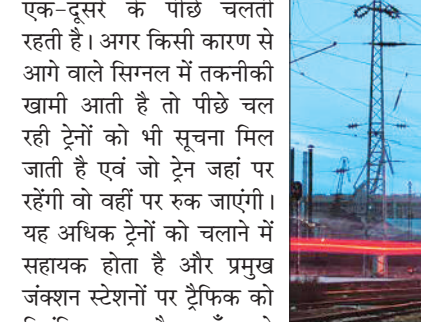 एक-दूसरे के पीछे चलती
रहती है। अगर किसी कारण से
आगे वाले सिग्नल में तकनीकी
खामी आती है तो पीछे चल
रही ट्रेनों को भी सूचना मिल
जाती है एवं जो ट्रेन जहां पर
रहेंगी वो वहीं पर रुक जाएंगी।
यह अधिक ट्रेनों को चलाने में
सहायक होता है और प्रमुख
जंक्शन स्टेशनों पर ट्रैफिक को